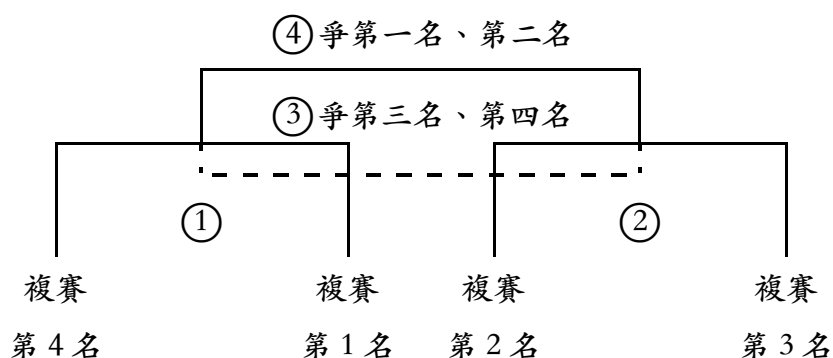 ④爭第一名、第二名
③爭第三名、第四名
① ②
複賽 複賽 複賽 複賽
第 4 名 第 1 名 第 2 名 第 3 名